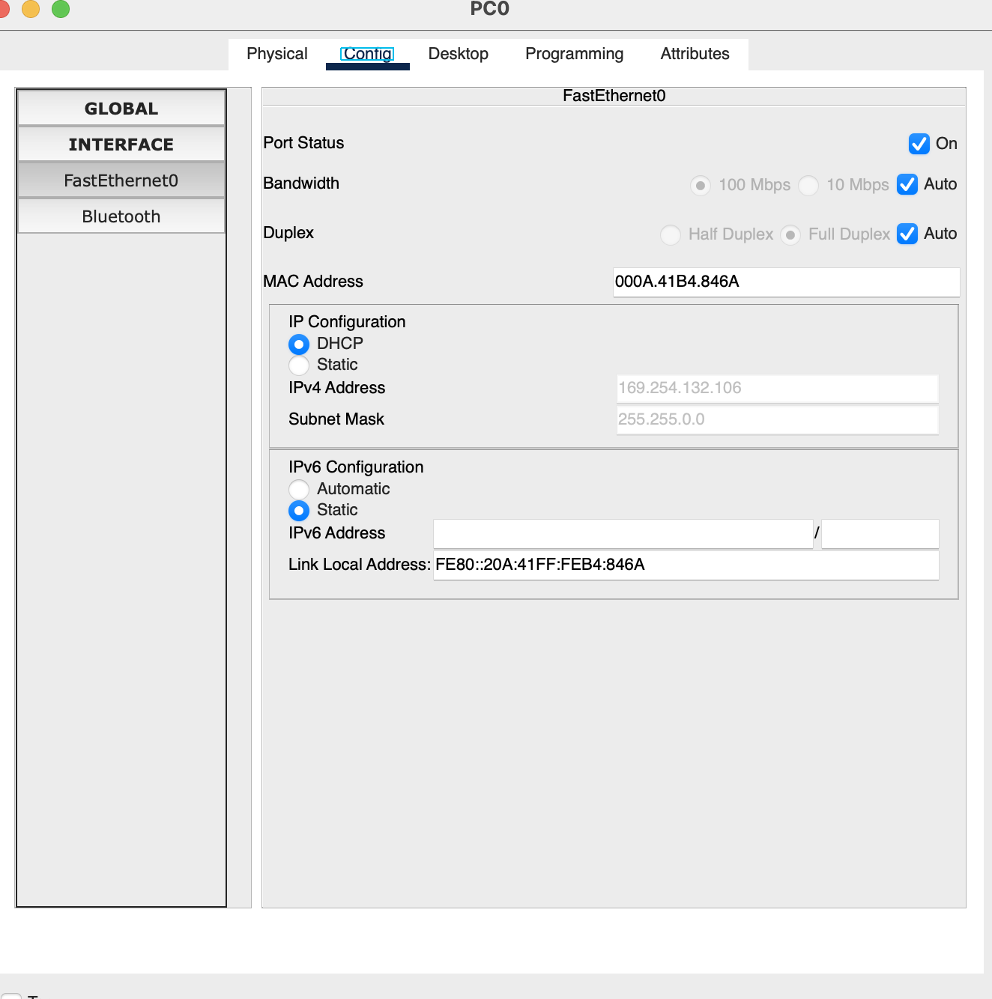 PC0
Physical Config Desktop Programming Attributes
GLOBAL
INTERFACE
FastEthernet0
Bluetooth
FastEthernet0
Port Status On
Bandwidth 100 Mbps 10 Mbps Auto
Duplex Half Duplex Full Duplex Auto
MAC Address 000A.41B4.846A
IP Configuration
DHCP
Static
IPv4 Address 169.254.132.106
Subnet Mask 255.255.0.0
IPv6 Configuration
Automatic
Static
IPv6 Address /
Link Local Address: FE80::20A:41FF:FEB4:846A